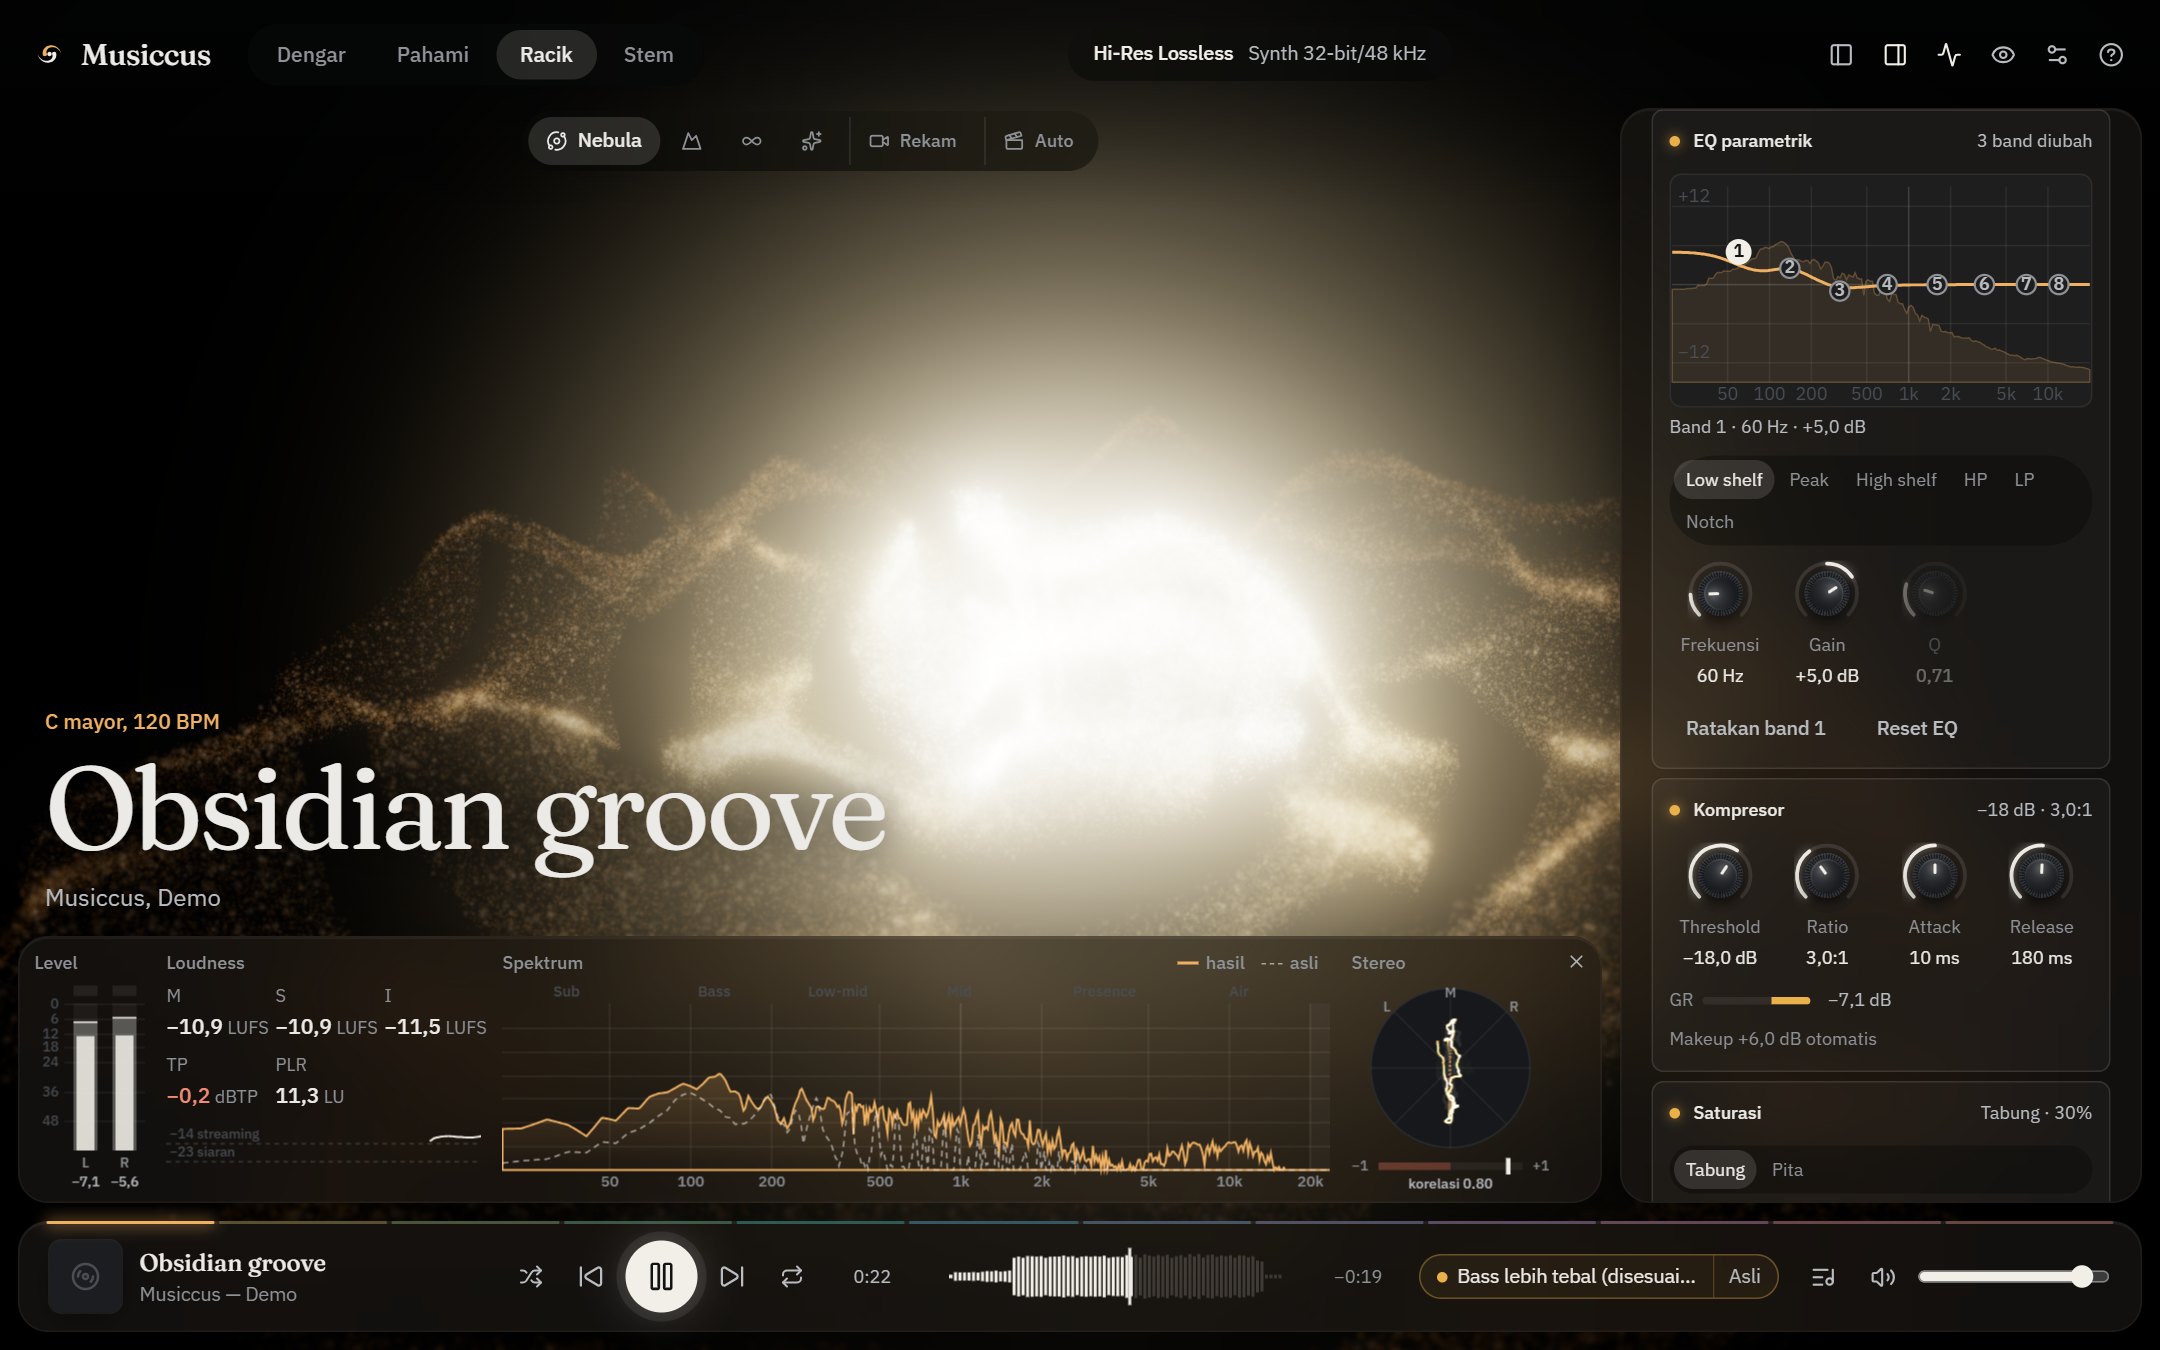 Musiccus
Dengar Pahami Racik Stem
Hi-Res Lossless Synth 32-bit/48 kHz
Nebula Rekam Auto
EQ parametrik 3 band diubah
+12
1 2 3 4 5 6 7 8
−12
50 100 200 500 1k 2k 5k 10k
Band 1 · 60 Hz · +5,0 dB
Low shelf Peak High shelf HP LP
Notch
Frekuensi Gain Q
60 Hz +5,0 dB 0,71
Ratakan band 1 Reset EQ
Kompresor −18 dB · 3,0:1
Threshold Ratio Attack Release
−18,0 dB 3,0:1 10 ms 180 ms
GR −7,1 dB
Makeup +6,0 dB otomatis
Saturasi Tabung · 30%
Tabung Pita
C mayor, 120 BPM
Obsidian groove
Musiccus, Demo
Level
0
6
12
18
24
36
48
L R
−7,1 −5,6
Loudness
M S I
−10,9 LUFS −10,9 LUFS −11,5 LUFS
TP PLR
−0,2 dBTP 11,3 LU
−14 streaming
−23 siaran
Spektrum hasil asli
Sub Bass Low-mid Mid Presence Air
50 100 200 500 1k 2k 5k 10k 20k
Stereo
L M R
−1 +1
korelasi 0.80
Obsidian groove
Musiccus — Demo
0:22 −0:19
Bass lebih tebal (disesuai... Asli